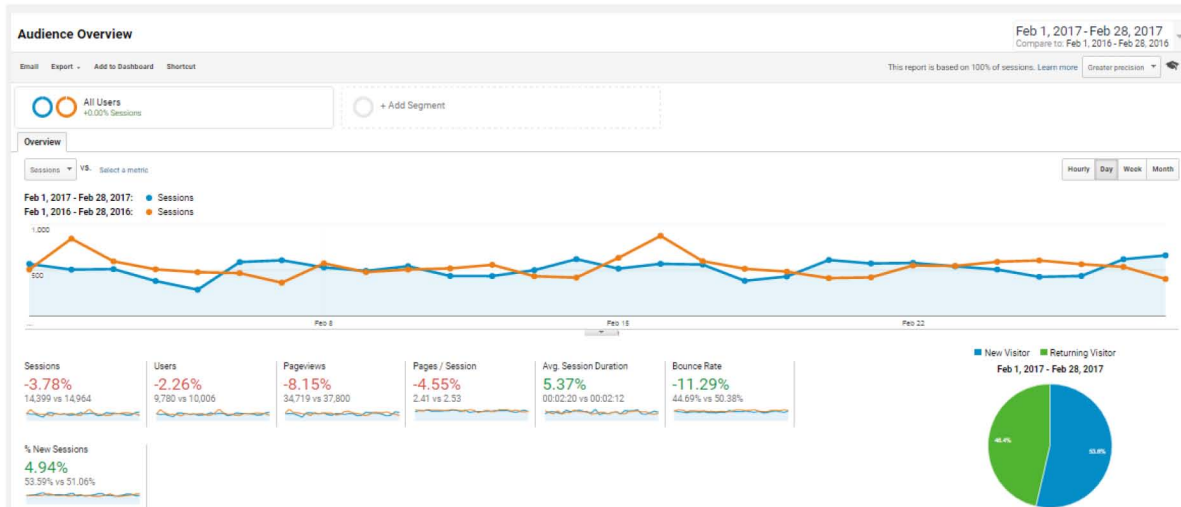 Audience Overview
Feb 1, 2017 - Feb 28, 2017
Compare to: Feb 1, 2016 - Feb 28, 2016
Email Export Add to Dashboard Shortcut
This report is based on 100% of sessions. Learn more Greater precision
All Users
+0.00% Sessions
+ Add Segment
Overview
Sessions VS. Select a metric
Hourly Day Week Month
Feb 1, 2017 - Feb 28, 2017: Sessions
Feb 1, 2016 - Feb 28, 2016: Sessions
1,000
500
... Feb 8 Feb 15 Feb 22
New Visitor Returning Visitor
Feb 1, 2017 - Feb 28, 2017
Sessions Users Pageviews Pages / Session Avg. Session Duration Bounce Rate
-3.78% -2.26% -8.15% -4.55% 5.37% -11.29%
14,399 vs 14,964 9,780 vs 10,006 34,719 vs 37,800 2.41 vs 2.53 00:02:20 vs 00:02:12 44.69% vs 50.38%
46.4% 53.6%
% New Sessions
4.94%
53.59% vs 51.06%